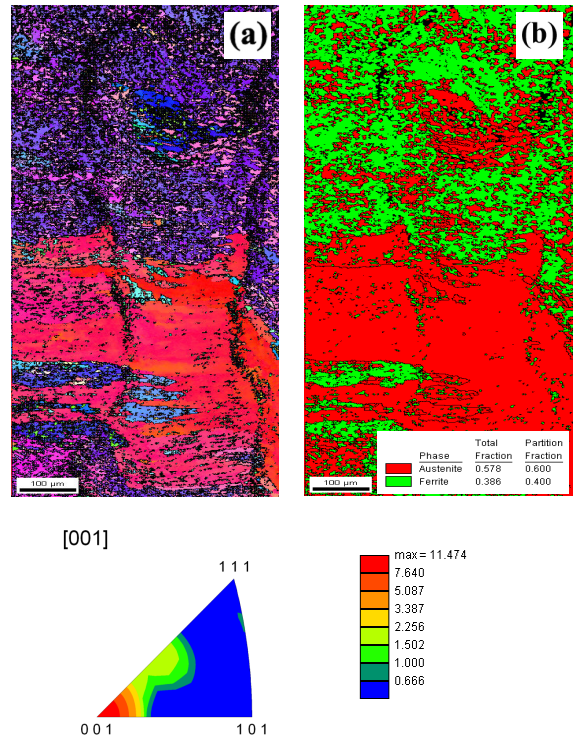 (a)
(b)
Total Partition
Phase Fraction Fraction
Austenite 0.578 0.600
Ferrite 0.386 0.400
100 µm
100 µm
[001]
1 1 1
0 0 1
1 0 1
max = 11.474
7.640
5.087
3.387
2.256
1.502
1.000
0.666